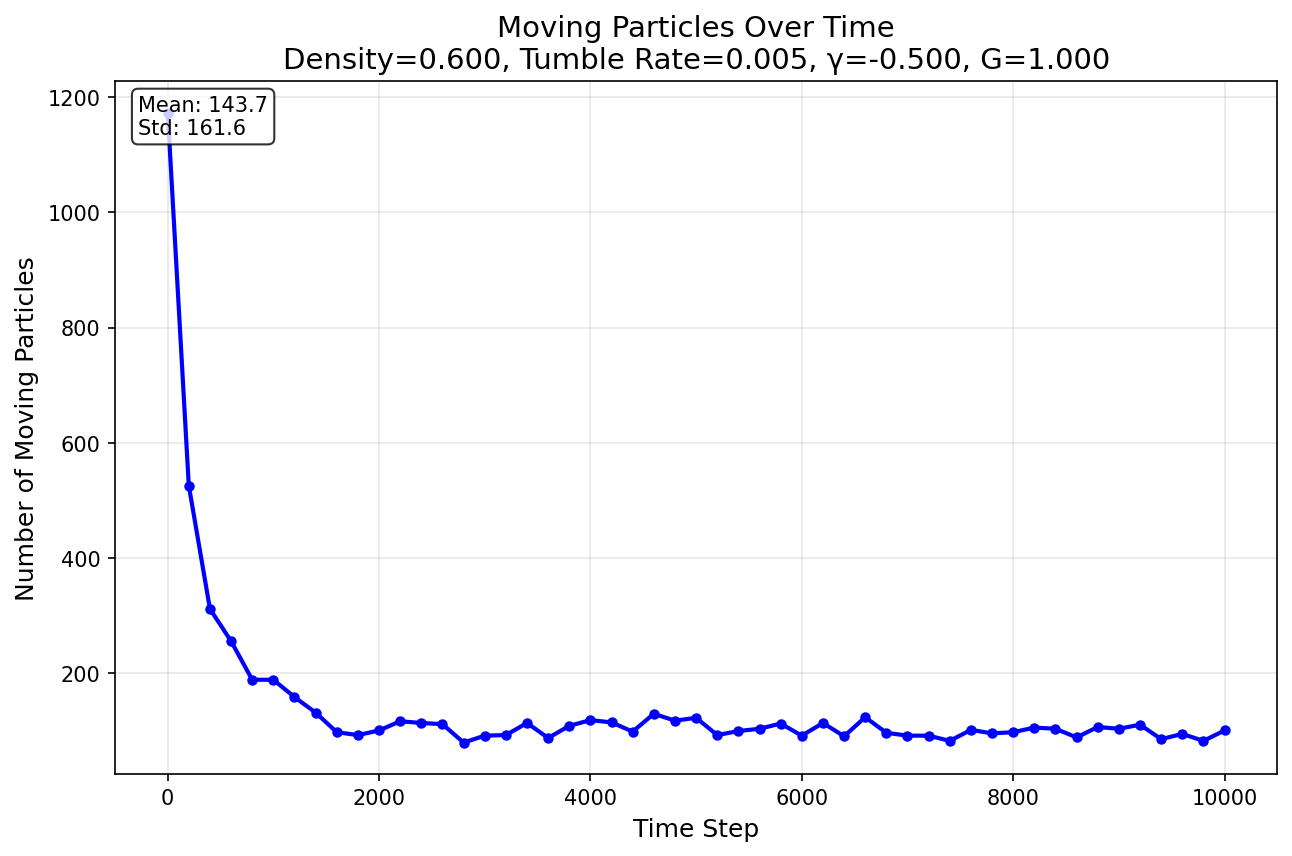 Moving Particles Over Time
Density=0.600, Tumble Rate=0.005, γ=-0.500, G=1.000
Mean: 143.7
Std: 161.6
1200
1000
800
600
400
200
Number of Moving Particles
0
2000
4000
6000
8000
10000
Time Step